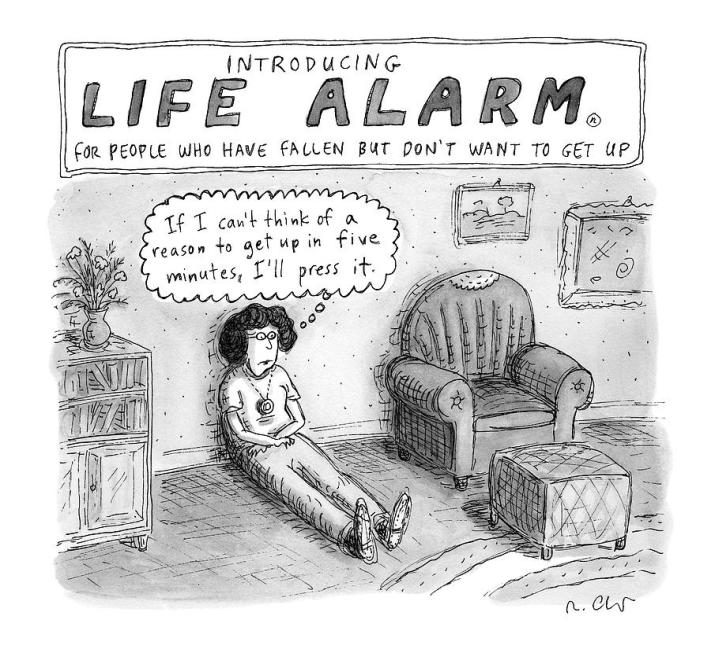 INTRODUCING
LIFE ALARM®
FOR PEOPLE WHO HAVE FALLEN BUT DON'T WANT TO GET UP
If I can't think of a
reason to get up in five
minutes, I'll press it.
R. Chr